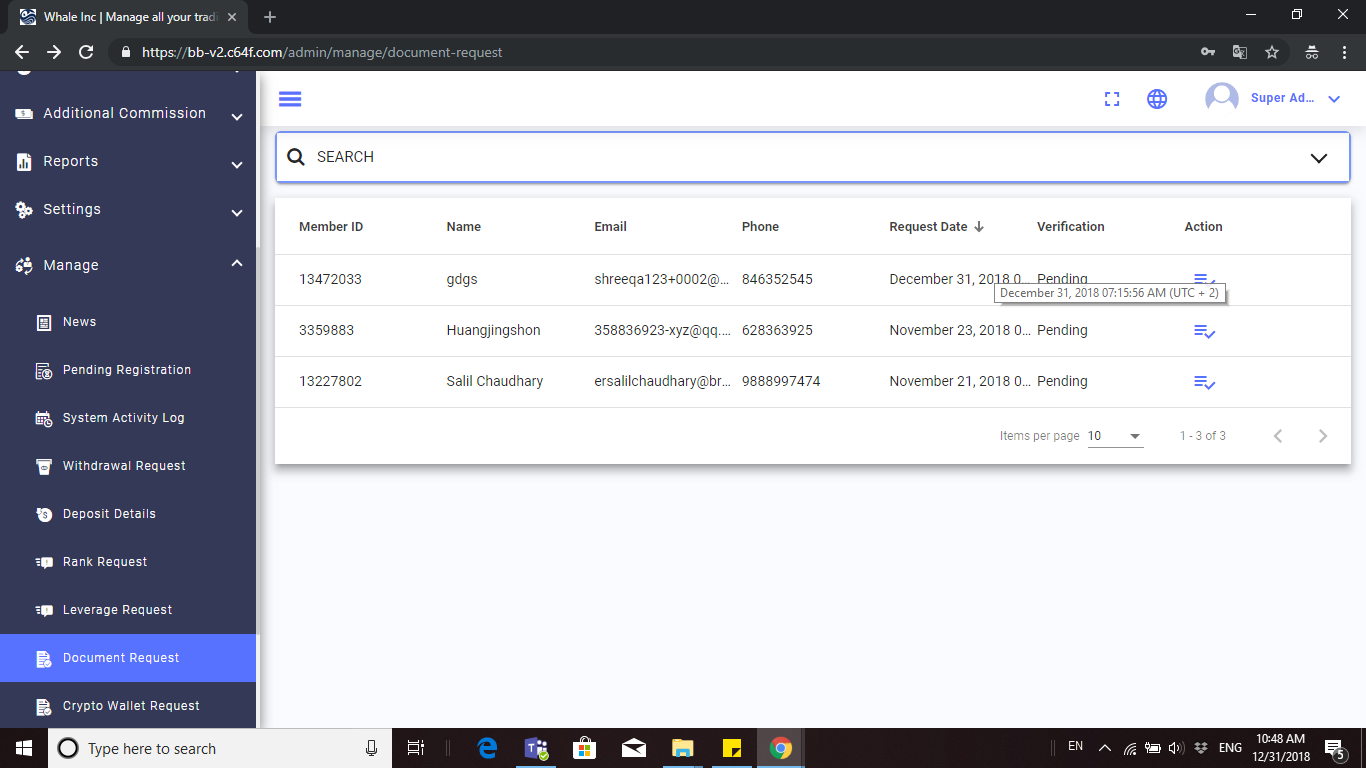 Whale Inc | Manage all your tradi
https://bb-v2.c64f.com/admin/manage/document-request
Additional Commission
Reports
Settings
Manage
News
Pending Registration
System Activity Log
Withdrawal Request
Deposit Details
Rank Request
Leverage Request
Document Request
Crypto Wallet Request
Super Ad...
SEARCH
Member ID Name Email Phone Request Date Verification Action
13472033 gdgs shreeqa123+0002@... 846352545 December 31, 2018 0... Pending
December 31, 2018 07:15:56 AM (UTC + 2)
3359883 Huangjingshon 358836923-xyz@qq.... 628363925 November 23, 2018 0... Pending
13227802 Salil Chaudhary ersalilchaudhary@br... 9888997474 November 21, 2018 0... Pending
Items per page 10 1 - 3 of 3
Type here to search
EN
ENG
10:48 AM
12/31/2018
5